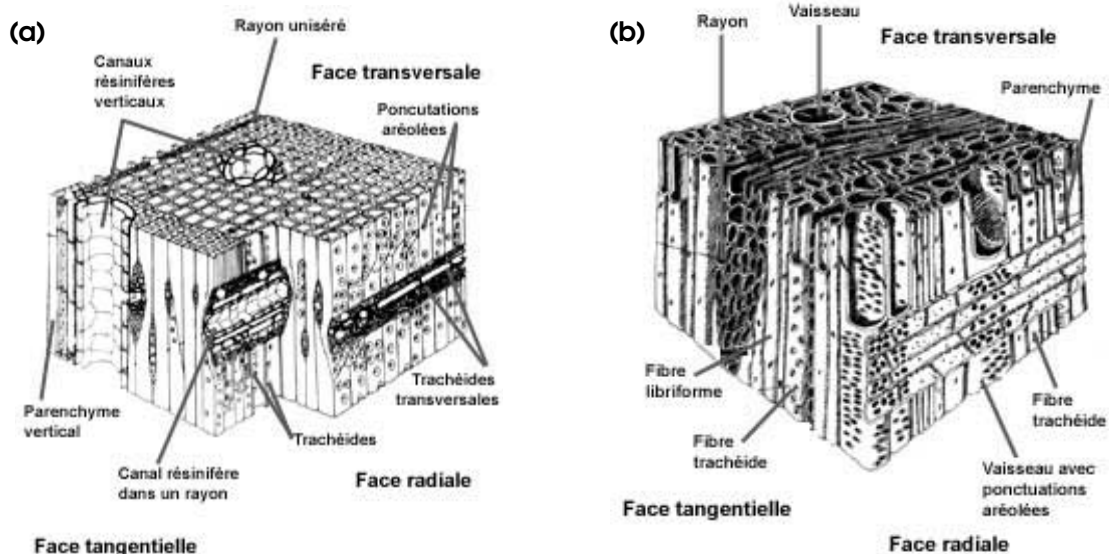 (a)
Rayon uniséré
Canaux
résinifères
verticaux
Face transversale
Poncutations
aréolées
Trachéides
transversales
Parenchyme
vertical
Trachéides
Canal résinifère
dans un rayon
Face radiale
Face tangentielle
(b)
Rayon
Vaisseau
Face transversale
Parenchyme
Fibre
libriforme
Fibre
trachéide
Fibre
trachéide
Vaisseau avec
ponctuations
aréolées
Face tangentielle
Face radiale